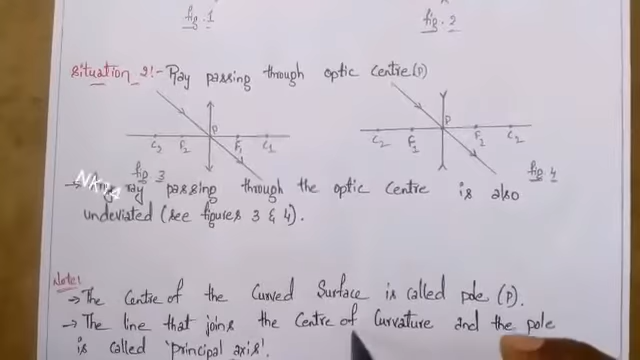 fig.1
fig.2
Situation 2:- Ray passing through optic Centre(P)
P
C2 F2 F1 C1
P
C2 F1 F1 C2
fig 3
fig.4
→ ray passing through the optic Centre is also
undeviated (see figures 3 & 4).
Note:
→ The Centre of the Curved Surface is called pole (P).
→ The line that joins the Centre of Curvature and the pole
is called 'principal axis'.